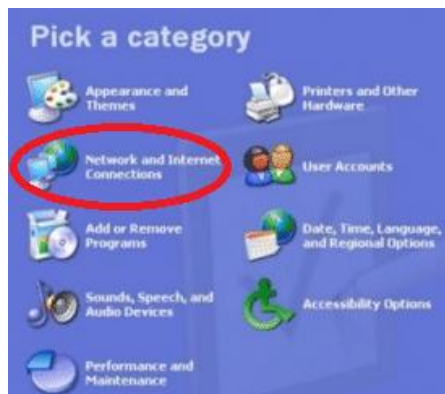 Pick a category
Appearance and
Themes
Printers and Other
Hardware
Network and Internet
Connections
User Accounts
Add or Remove
Programs
Date, Time, Language,
and Regional Options
Sounds, Speech, and
Audio Devices
Accessibility Options
Performance and
Maintenance